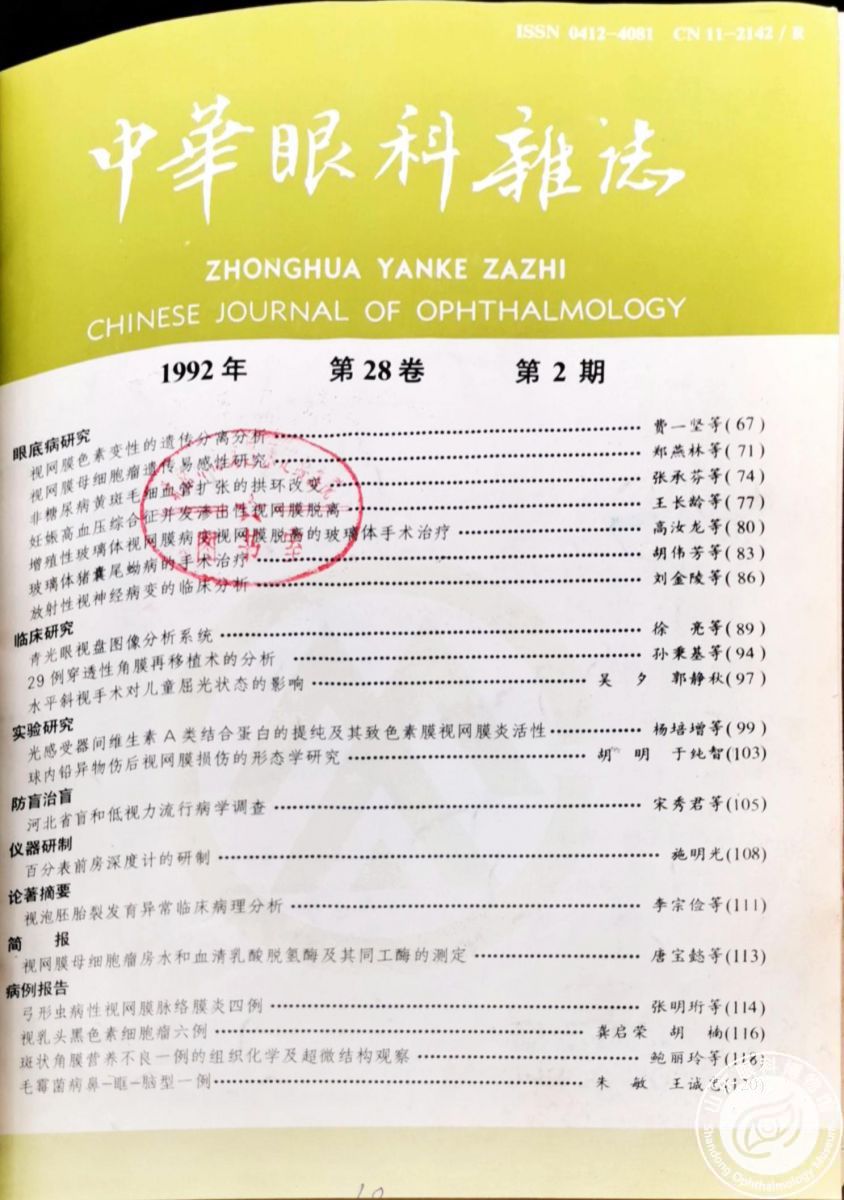 ISSN 0412-4081 CN 11-2142/R
中華眼科雜誌
ZHONGHUA YANKE ZAZHI
CHINESE JOURNAL OF OPHTHALMOLOGY
1992年 第28卷 第2期
眼底病研究
视网膜色素变性的遗传分离分析 费一坚等(67)
视网膜母细胞瘤遗传易感性研究 郑燕林等(71)
非糖尿病黄斑毛细血管扩张的拱环改变 张承芬等(74)
妊娠高血压综合征并发渗出性视网膜脱离 王长龄等(77)
增殖性玻璃体视网膜病变视网膜脱离的玻璃体手术治疗 高汝龙等(80)
玻璃体猪囊尾蚴病的手术治疗 胡伟芳等(83)
放射性视神经病变的临床分析 刘金陵等(86)
临床研究
青光眼视盘图像分析系统 徐 亮等(89)
29例穿透性角膜再移植术的分析 孙秉基等(94)
水平斜视手术对儿童屈光状态的影响 吴 夕 郭静秋(97)
实验研究
光感受器间维生素A类结合蛋白的提纯及其致色素膜视网膜炎活性 杨培增等(99)
球内铅异物伤后视网膜损伤的形态学研究 胡 明 于纯智(103)
防盲治盲
河北省盲和低视力流行病学调查 宋秀君等(105)
仪器研制
百分表前房深度计的研制 施明光(108)
论著摘要
视泡胚胎裂发育异常临床病理分析 李宗俭等(111)
简 报
视网膜母细胞瘤房水和血清乳酸脱氢酶及其同工酶的测定 唐宝懿等(113)
病例报告
弓形虫病性视网膜脉络膜炎四例 张明珩等(114)
视乳头黑色素细胞瘤六例 龚启荣 胡 楠(116)
斑状角膜营养不良一例的组织化学及超微结构观察 鲍丽玲等(118)
毛霉菌病鼻-眶-脑型一例 朱 敏 王诚忠(120)
Shandong Ophthalmology Museum